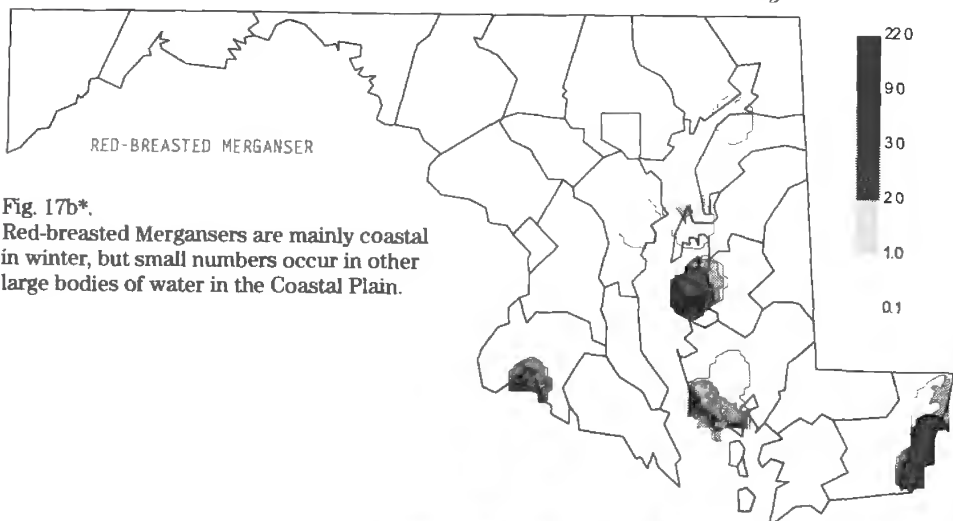 220
90
30
20
1.0
0.1
RED-BREASTED MERGANSER
Fig. 17b*.
Red-breasted Mergansers are mainly coastal
in winter, but small numbers occur in other
large bodies of water in the Coastal Plain.